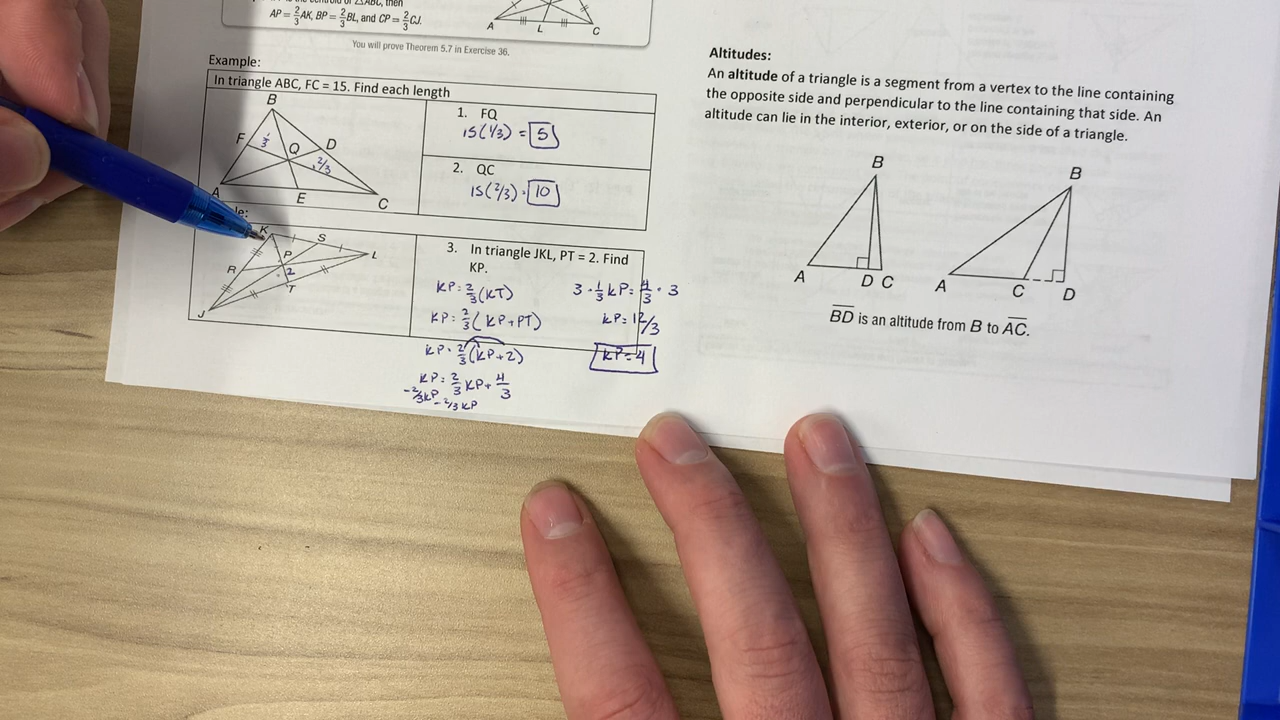 AP = 2/3 AK, BP = 2/3 BL, and CP = 2/3 CJ.
A
L
C
You will prove Theorem 5.7 in Exercise 36.
Example:
In triangle ABC, FC = 15. Find each length
B
F
1/3
Q
D
2/3
A
E
C
1. FQ
15(1/3) = 5
2. QC
15(2/3) = 10
K
S
P
L
R
2
T
J
3. In triangle JKL, PT = 2. Find
KP.
KP = 2/3 (KT)
KP = 2/3 (KP + PT)
KP = 2/3 (KP + 2)
KP = 2/3 KP + 4/3
-2/3 KP -2/3 KP
3 · 1/3 KP = 4/3 · 3
KP = 12/3
KP = 4
Altitudes:
An altitude of a triangle is a segment from a vertex to the line containing
the opposite side and perpendicular to the line containing that side. An
altitude can lie in the interior, exterior, or on the side of a triangle.
B
A
D C
B
A
C
D
BD is an altitude from B to AC.